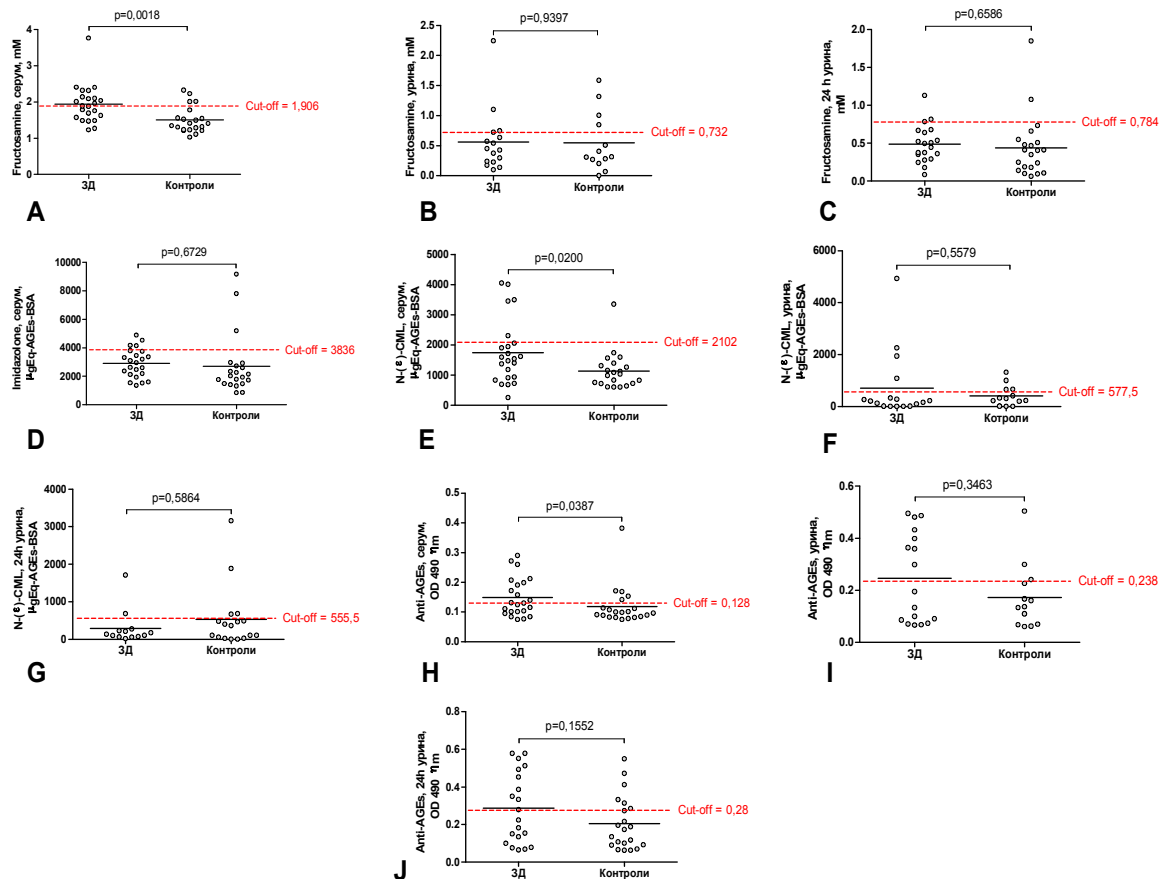 p=0,0018
Fructosamine, серум, mM
4
3
2
1
0
Cut-off = 1,906
ЗД
Контроли
A
p=0,9397
Fructosamine, урина, mM
2.5
2.0
1.5
1.0
0.5
0.0
Cut-off = 0,732
ЗД
Контроли
B
p=0,6586
Fructosamine, 24 h урина,
mM
2.0
1.5
1.0
0.5
0.0
Cut-off = 0,784
ЗД
Контроли
C
p=0,6729
Imidazolone, серум,
µgEq-AGEs-BSA
10000
8000
6000
4000
2000
0
Cut-off = 3836
ЗД
Контроли
D
p=0,0200
N-(ε)-CML, серум,
µgEq-AGEs-BSA
5000
4000
3000
2000
1000
0
Cut-off = 2102
ЗД
Контроли
E
p=0,5579
N-(ε)-CML, урина,
µgEq-AGEs-BSA
6000
4000
2000
0
Cut-off = 577,5
ЗД
Котроли
F
p=0,5864
N-(ε)-CML, 24h урина,
µgEq-AGEs-BSA
4000
3000
2000
1000
0
Cut-off = 555,5
ЗД
Контроли
G
p=0,0387
Anti-AGEs, серум,
OD 490 ηm
0.5
0.4
0.3
0.2
0.1
0.0
Cut-off = 0,128
ЗД
Контроли
H
p=0,3463
Anti-AGEs, урина,
OD 490 ηm
0.6
0.4
0.2
0.0
Cut-off = 0,238
ЗД
Контроли
I
p=0,1552
Anti-AGEs, 24h урина,
OD 490 ηm
0.8
0.6
0.4
0.2
0.0
Cut-off = 0,28
ЗД
Контроли
J